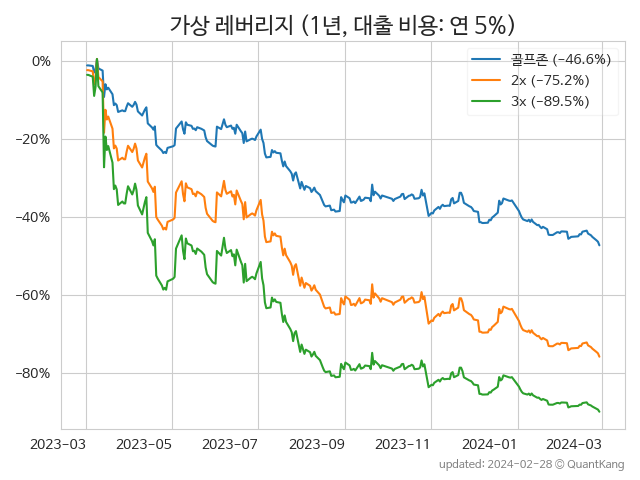 가상 레버리지 (1년, 대출 비용: 연 5%)
골프존 (−46.6%)
2x (−75.2%)
3x (−89.5%)
0%
−20%
−40%
−60%
−80%
2023-03 2023-05 2023-07 2023-09 2023-11 2024-01 2024-03
updated: 2024-02-28 © QuantKang